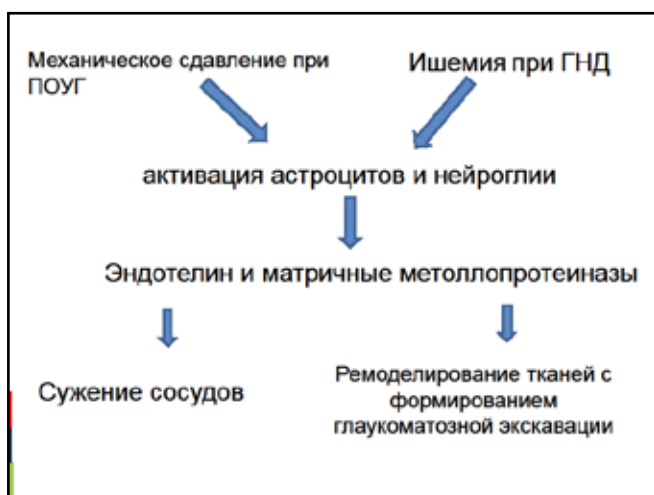 Механическое сдавление при
ПОУГ
Ишемия при ГНД
активация астроцитов и нейроглии
Эндотелин и матричные метоллопротеиназы
Сужение сосудов
Ремоделирование тканей с
формированием
глаукоматозной экскавации